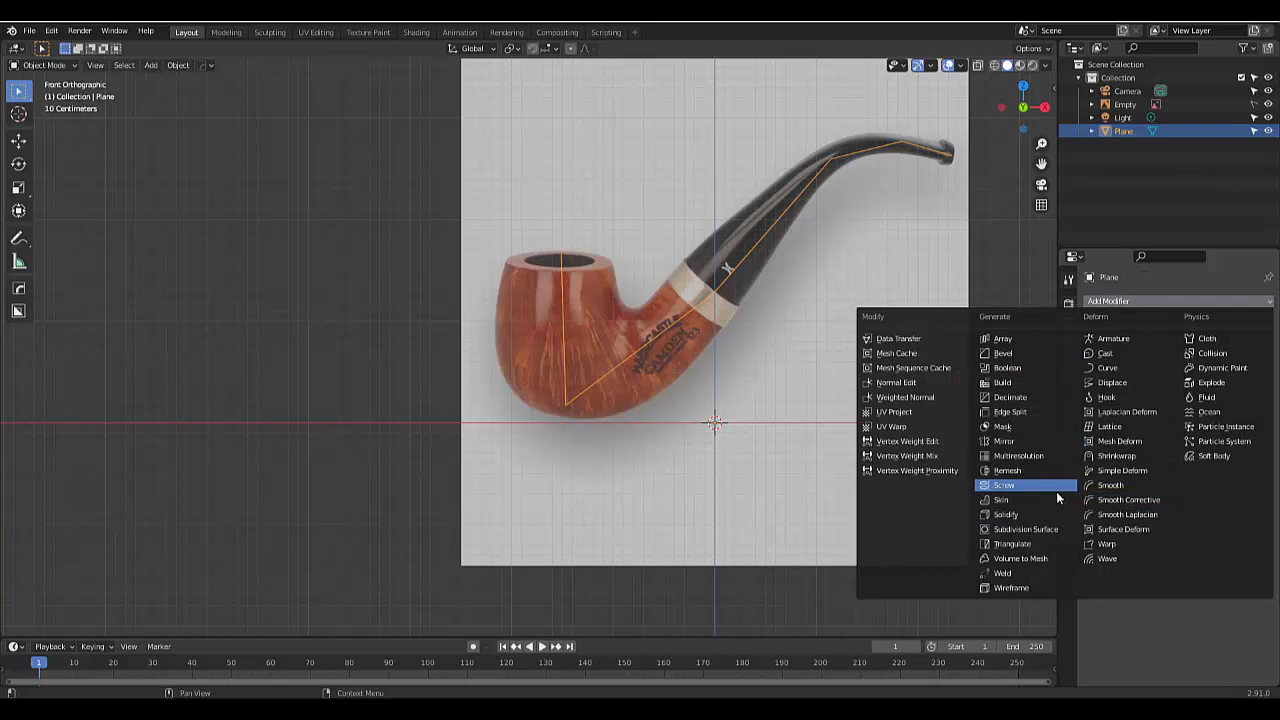 File Edit Render Window Help Layout Modeling Sculpting UV Editing Texture Paint Shading Animation Rendering Compositing Scripting Scene View Layer
Global Options
Object Mode View Select Add Object
Front Orthographic
(1) Collection | Plane
10 Centimeters
Scene Collection
Collection
Camera
Empty
Light
Plane
Z
Y
X
Plane
Add Modifier
Modify Generate Deform Physics
Data Transfer Array Armature Cloth
Mesh Cache Bevel Cast Collision
Mesh Sequence Cache Boolean Curve Dynamic Paint
Normal Edit Build Displace Explode
Weighted Normal Decimate Hook Fluid
UV Project Edge Split Laplacian Deform Ocean
UV Warp Mask Lattice Particle Instance
Vertex Weight Edit Mirror Mesh Deform Particle System
Vertex Weight Mix Multiresolution Shrinkwrap Soft Body
Vertex Weight Proximity Remesh Simple Deform
Screw Smooth
Skin Smooth Corrective
Solidify Smooth Laplacian
Subdivision Surface Surface Deform
Triangulate Warp
Volume to Mesh Wave
Weld
Wireframe
CAMDEN
Playback Keying View Marker 1 Start 1 End 250
1 10 20 30 40 50 60 70 80 90 100 110 120 130 140 150 160 170 180 190 200 210 220 230 240 250
Pan View Context Menu 2.91.0